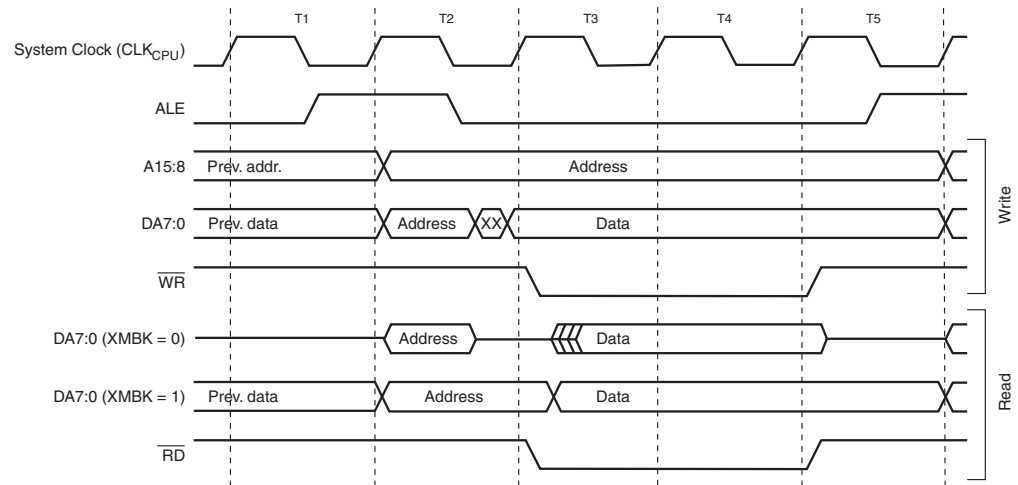 T1 T2 T3 T4 T5
System Clock (CLKCPU)
ALE
A15:8 Prev. addr. Address
DA7:0 Prev. data Address XX Data
WR
Write
DA7:0 (XMBK = 0) Address Data
DA7:0 (XMBK = 1) Prev. data Address Data
RD
Read